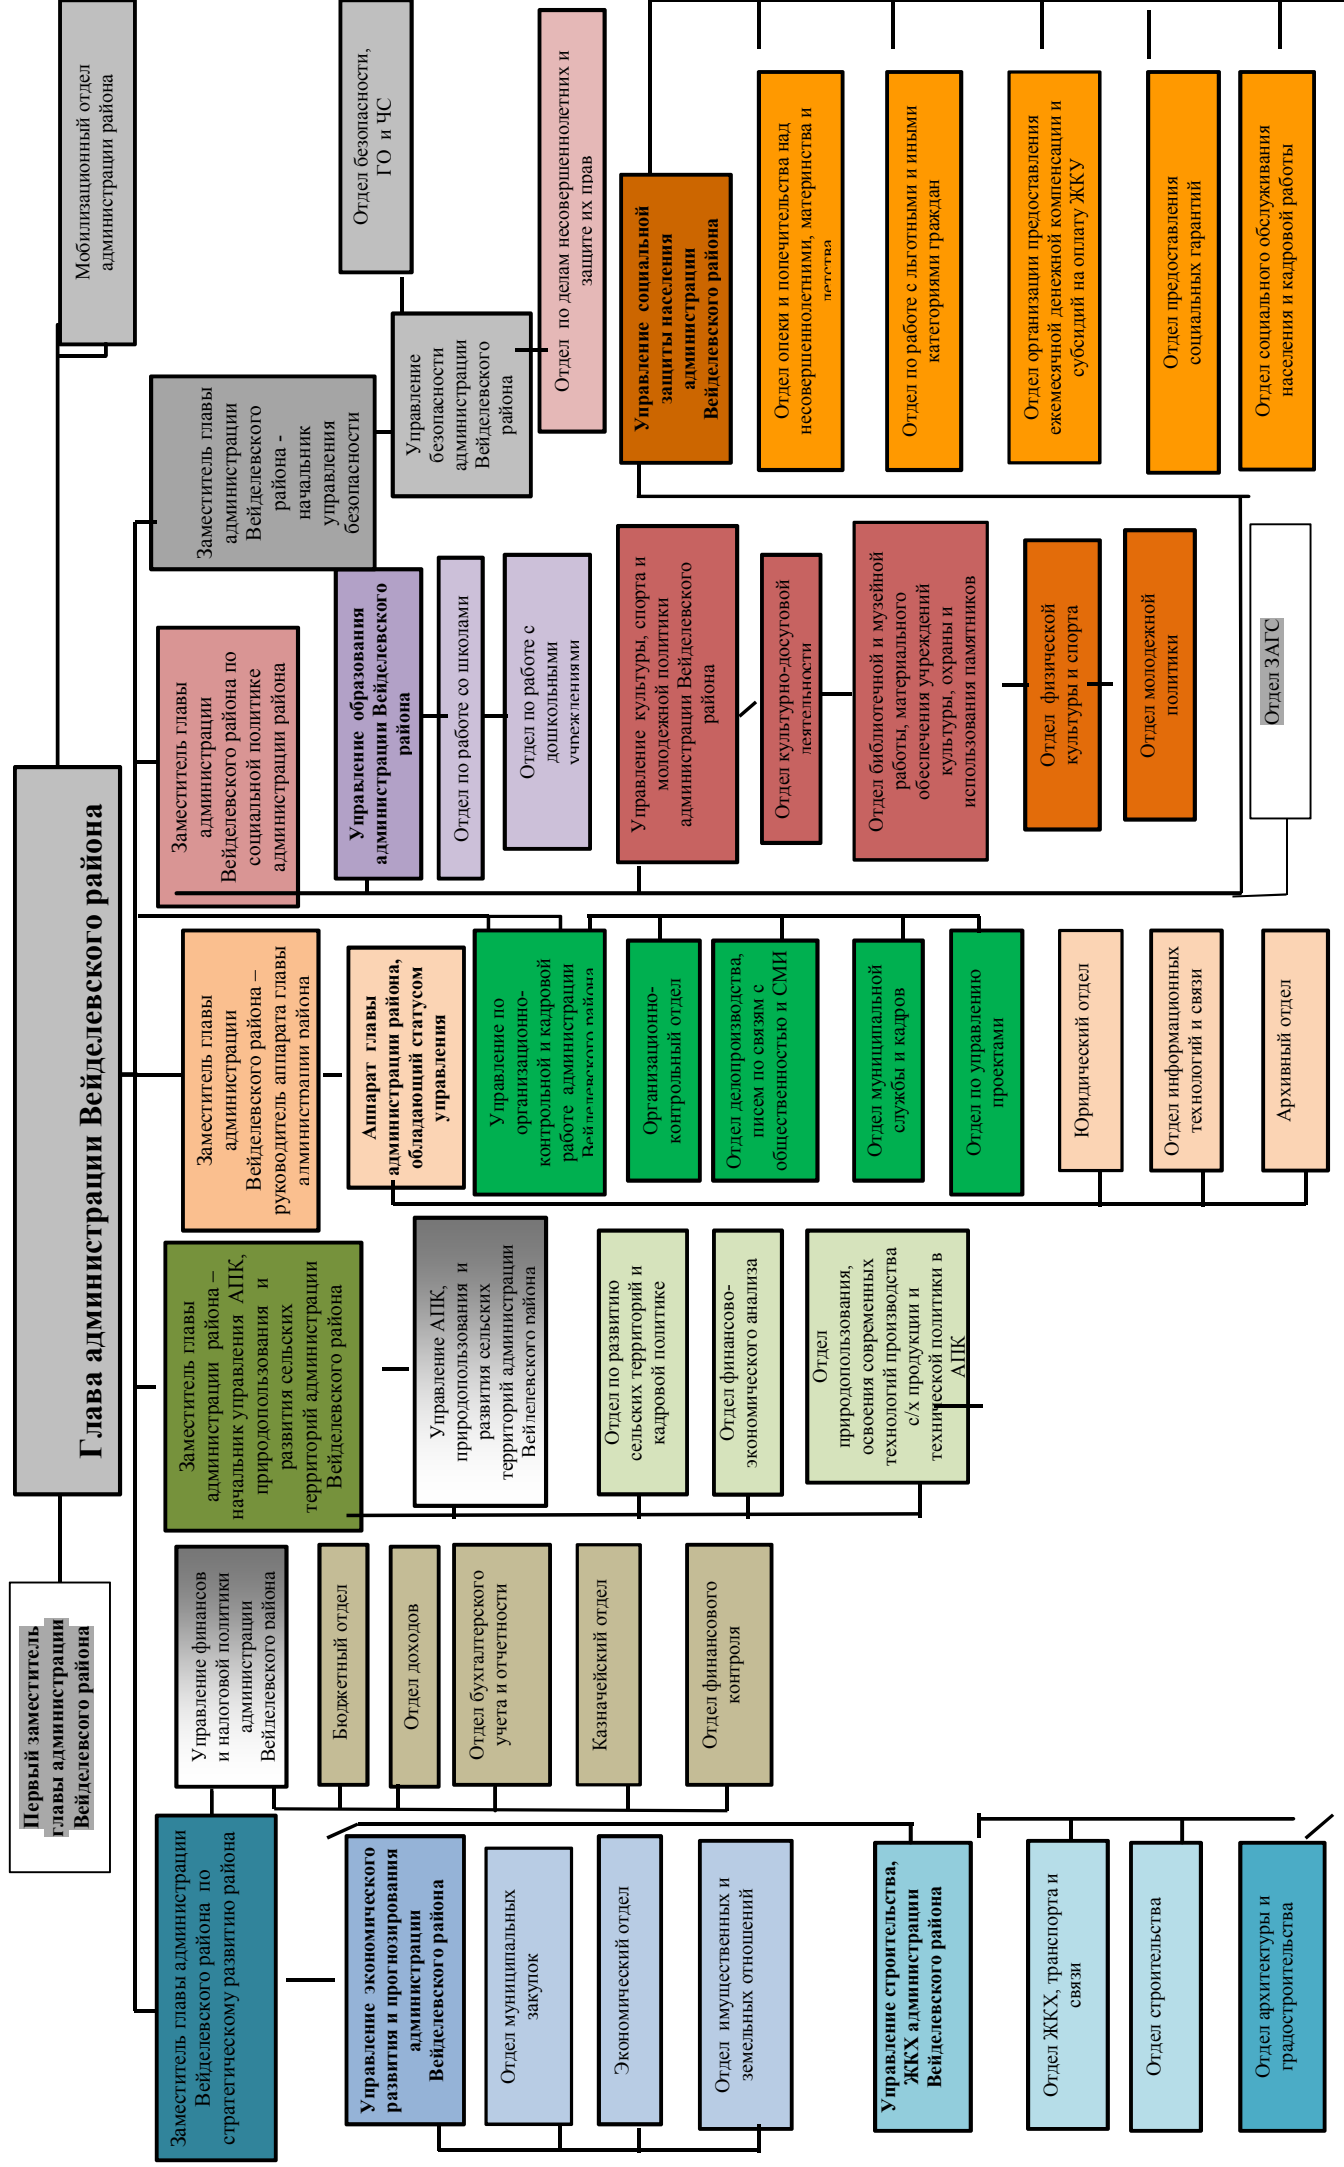 Глава администрации Вейделевского района
Первый заместитель
главы администрации
Вейделевсого района
Мобилизационный отдел
администрации района
Заместитель главы администрации
Вейделевского района по
стратегическому развитию района
Управление финансов
и налоговой политики
администрации
Вейделевского района
Бюджетный отдел
Отдел доходов
Отдел бухгалтерского
учета и отчетности
Казначейский отдел
Отдел финансового
контроля
Управление экономического
развития и прогнозирования
администрации
Вейделевского района
Отдел муниципальных
закупок
Экономический отдел
Отдел имущественных и
земельных отношений
Управление строительства,
ЖКХ администрации
Вейделевского района
Отдел ЖКХ, транспорта и
связи
Отдел строительства
Отдел архитектуры и
градостроительства
Заместитель главы
администрации района –
начальник управления АПК,
природопользования и
развития сельских
территорий администрации
Вейделевского района
Управление АПК,
природопользования и
развития сельских
территорий администрации
Вейделевского района
Отдел по развитию
сельских территорий и
кадровой политике
Отдел финансово-
экономического анализа
Отдел
природопользования,
освоения современных
технологий производства
с/х продукции и
технической политики в
АПК
Заместитель главы
администрации
Вейделевского района –
руководитель аппарата главы
администрации района
Аппарат главы
администрации района,
обладающий статусом
управления
Управление по
организационно-
контрольной и кадровой
работе администрации
Вейделевского района
Организационно-
контрольный отдел
Отдел делопроизводства,
писем по связям с
общественностью и СМИ
Отдел муниципальной
службы и кадров
Отдел по управлению
проектами
Юридический отдел
Отдел информационных
технологий и связи
Архивный отдел
Заместитель главы
администрации
Вейделевского района по
социальной политике
администрации района
Управление образования
администрации Вейделевского
района
Отдел по работе со школами
Отдел по работе с
дошкольными
учреждениями
Управление культуры, спорта и
молодежной политики
администрации Вейделевского
района
Отдел культурно-досуговой
деятельности
Отдел библиотечной и музейной
работы, материального
обеспечения учреждений
культуры, охраны и
использования памятников
Отдел физической
культуры и спорта
Отдел молодежной
политики
Отдел ЗАГС
Заместитель главы
администрации
Вейделевского
района -
начальник
управления
безопасности
Управление
безопасности
администрации
Вейделевского
района
Отдел безопасности,
ГО и ЧС
Отдел по делам несовершеннолетних и
защите их прав
Управление социальной
защиты населения
администрации
Вейделевского района
Отдел опеки и попечительства над
несовершеннолетними, материнства и
детства
Отдел по работе с льготными и иными
категориями граждан
Отдел организации предоставления
ежемесячной денежной компенсации и
субсидий на оплату ЖКУ
Отдел предоставления
социальных гарантий
Отдел социального обслуживания
населения и кадровой работы